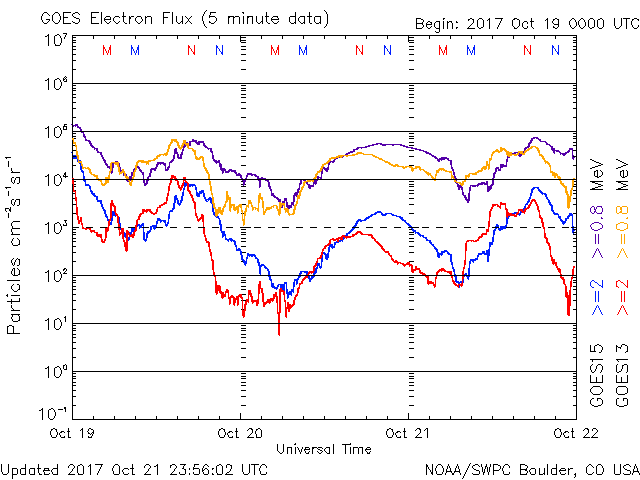 GOES Electron Flux (5 minute data)
Begin: 2017 Oct 19 0000 UTC
10⁷
M M N N M M N N M M N N
10⁶
10⁵
10⁴
10³
10²
10¹
10⁰
10⁻¹
Particles cm⁻²s⁻¹sr⁻¹
Oct 19 Oct 20 Oct 21 Oct 22
Universal Time
GOES15 >=2 >=0.8 MeV
GOES13 >=2 >=0.8 MeV
Updated 2017 Oct 21 23:56:02 UTC
NOAA/SWPC Boulder, CO USA